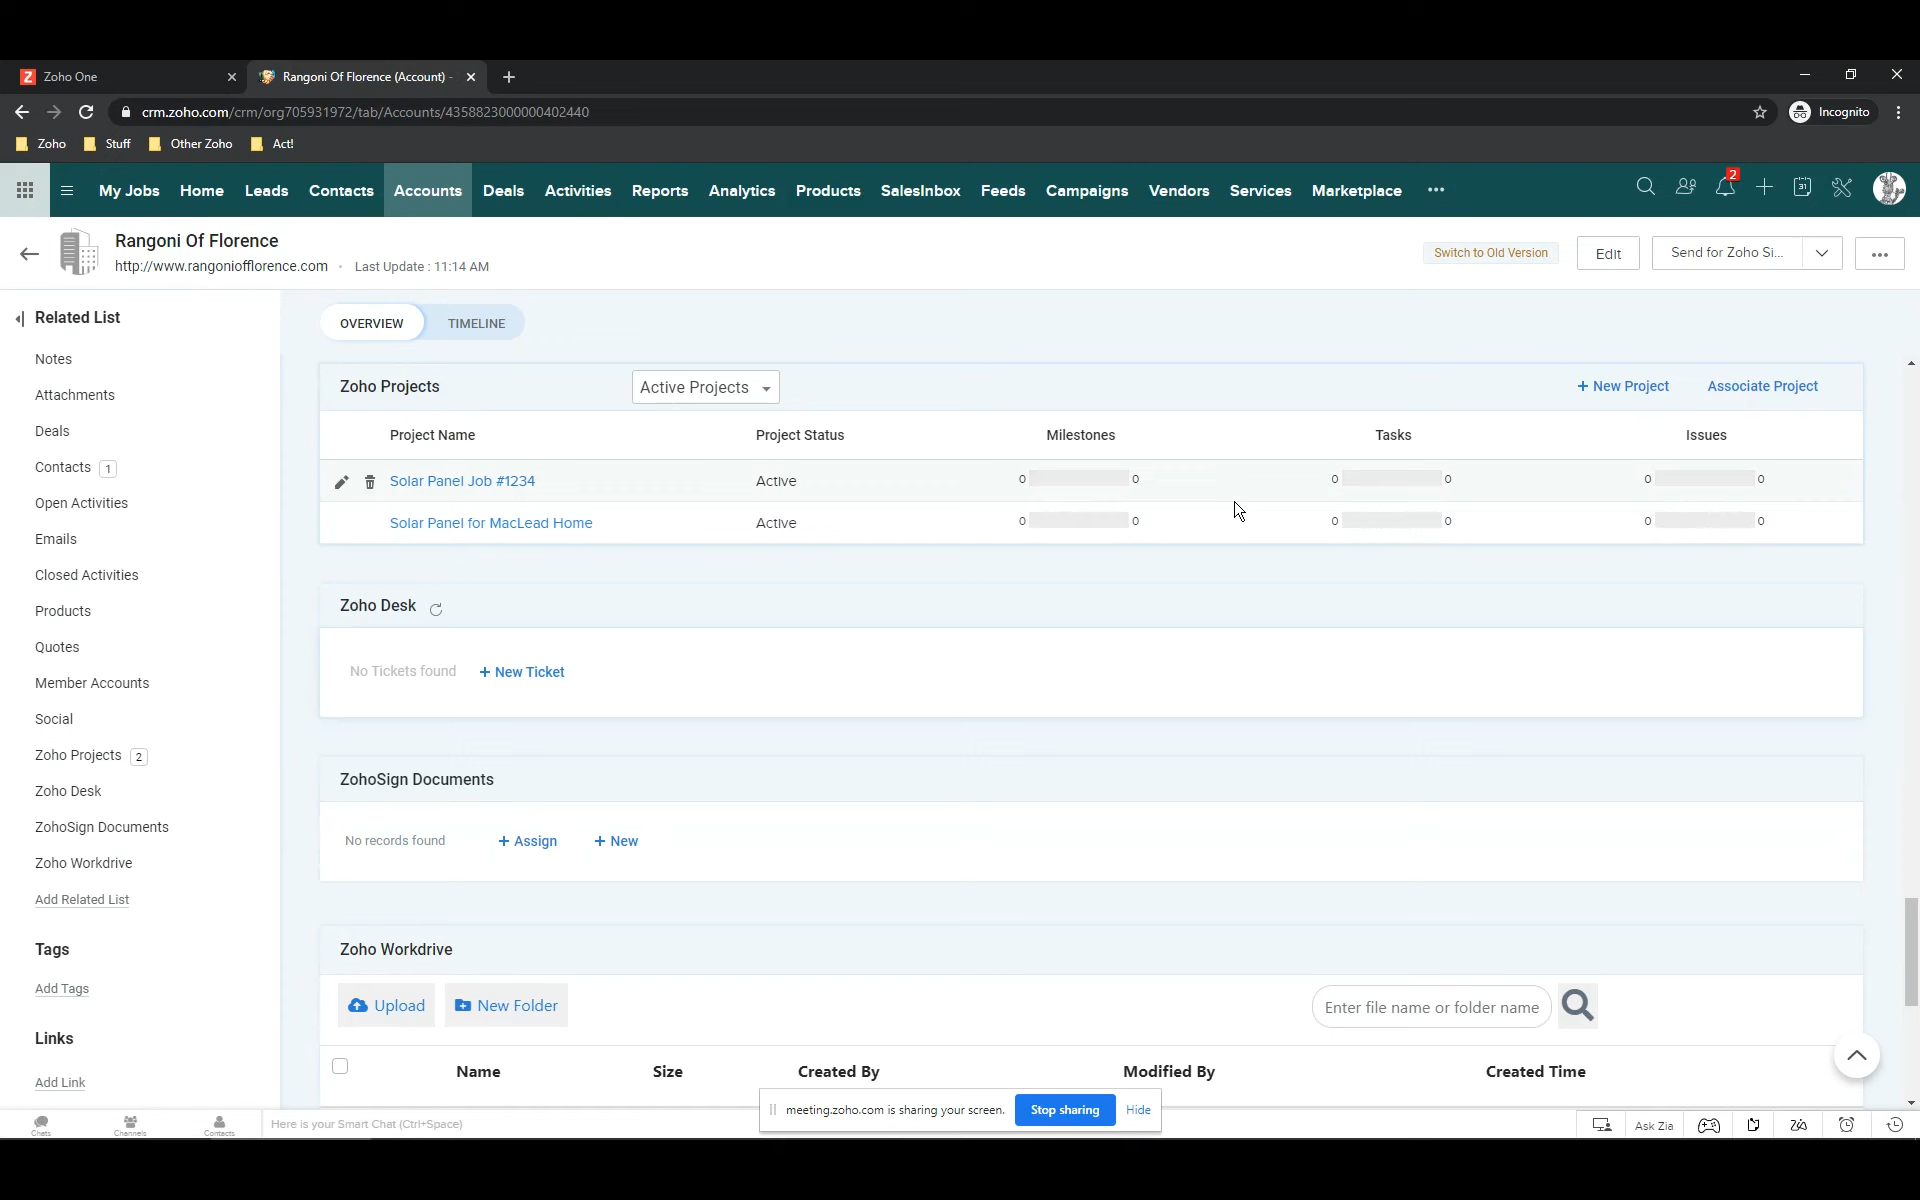 Zoho One
Rangoni Of Florence (Account) -
crm.zoho.com/crm/org705931972/tab/Accounts/4358823000000402440
Incognito
Zoho Stuff Other Zoho Act!
My Jobs Home Leads Contacts Accounts Deals Activities Reports Analytics Products SalesInbox Feeds Campaigns Vendors Services Marketplace
2
31
Rangoni Of Florence
http://www.rangoniofflorence.com · Last Update : 11:14 AM
Switch to Old Version
Edit
Send for Zoho Si...
Related List
Notes
Attachments
Deals
Contacts 1
Open Activities
Emails
Closed Activities
Products
Quotes
Member Accounts
Social
Zoho Projects 2
Zoho Desk
ZohoSign Documents
Zoho Workdrive
Add Related List
Tags
Add Tags
Links
Add Link
OVERVIEW TIMELINE
Zoho Projects Active Projects + New Project Associate Project
Project Name Project Status Milestones Tasks Issues
Solar Panel Job #1234 Active 0 0 0 0 0 0
Solar Panel for MacLead Home Active 0 0 0 0 0 0
Zoho Desk
No Tickets found + New Ticket
ZohoSign Documents
No records found + Assign + New
Zoho Workdrive
Upload New Folder Enter file name or folder name
Name Size Created By Modified By Created Time
meeting.zoho.com is sharing your screen. Stop sharing Hide
Chats Channels Contacts Here is your Smart Chat (Ctrl+Space) Ask Zia